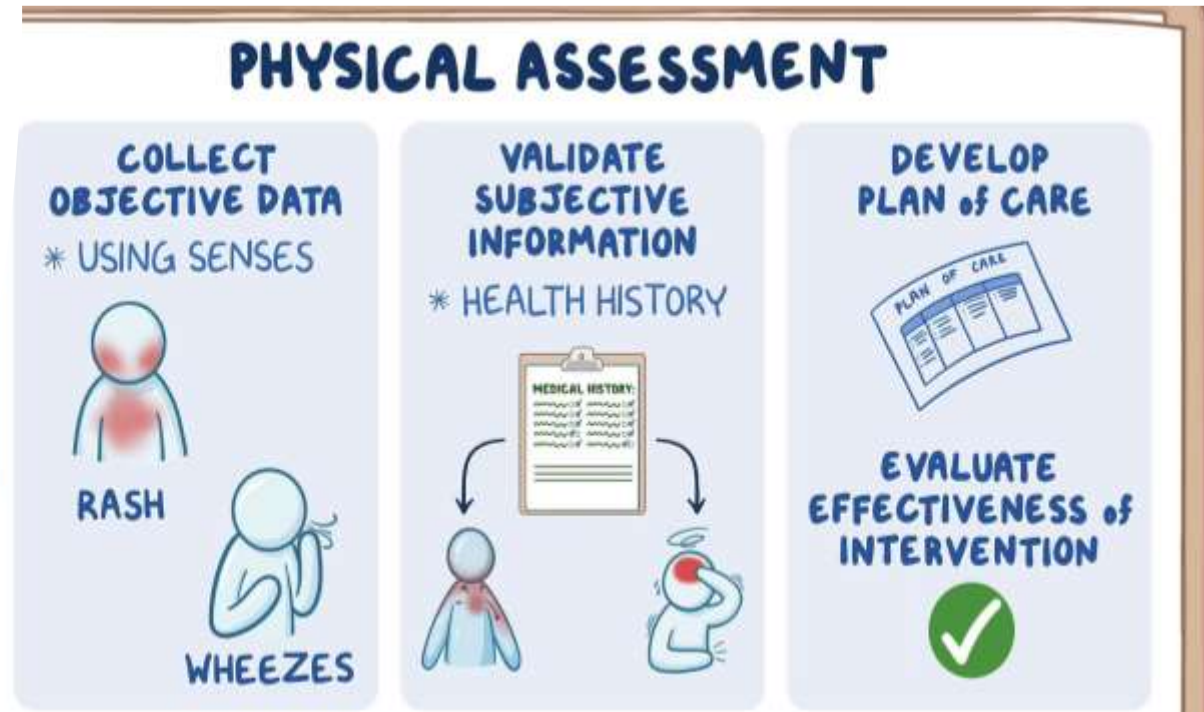 PHYSICAL ASSESSMENT
COLLECT
OBJECTIVE DATA
* USING SENSES
RASH
WHEEZES
VALIDATE
SUBJECTIVE
INFORMATION
* HEALTH HISTORY
MEDICAL HISTORY:
DEVELOP
PLAN of CARE
PLAN OF CARE
EVALUATE
EFFECTIVENESS of
INTERVENTION